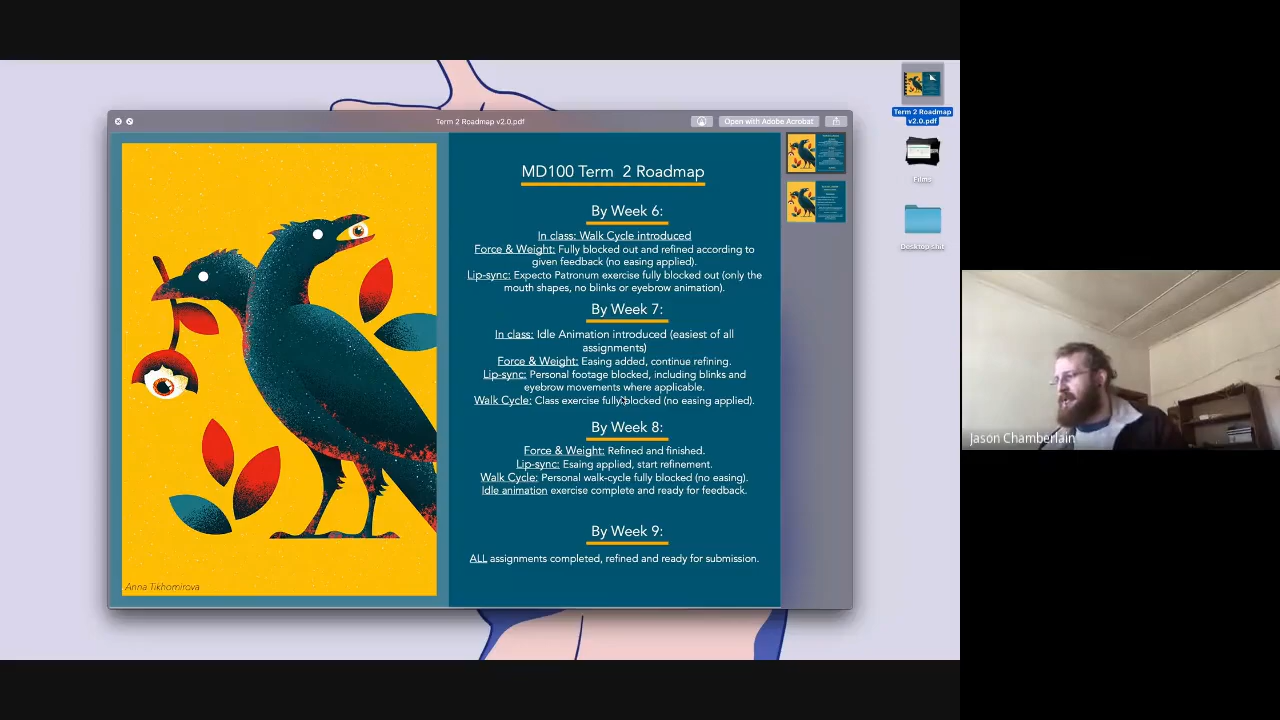 Term 2 Roadmap v2.0.pdf
Open with Adobe Acrobat
MD100 Term 2 Roadmap
By Week 6:
In class: Walk Cycle introduced
Force & Weight: Fully blocked out and refined according to
given feedback (no easing applied).
Lip-sync: Expecto Patronum exercise fully blocked out (only the
mouth shapes, no blinks or eyebrow animation).
By Week 7:
In class: Idle Animation introduced (easiest of all
assignments)
Force & Weight: Easing added, continue refining.
Lip-sync: Personal footage blocked, including blinks and
eyebrow movements where applicable.
Walk Cycle: Class exercise fully blocked (no easing applied).
By Week 8:
Force & Weight: Refined and finished.
Lip-sync: Esaing applied, start refinement.
Walk Cycle: Personal walk-cycle fully blocked (no easing).
Idle animation exercise complete and ready for feedback.
By Week 9:
ALL assignments completed, refined and ready for submission.
Anna Tikhomirova
Term 2 Roadmap
v2.0.pdf
Films
Desktop shit
Jason Chamberlain